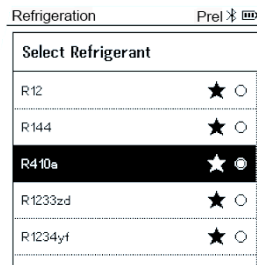 Refrigeration Prel
Select Refrigerant
R12
R144
R410a
R1233zd
R1234yf